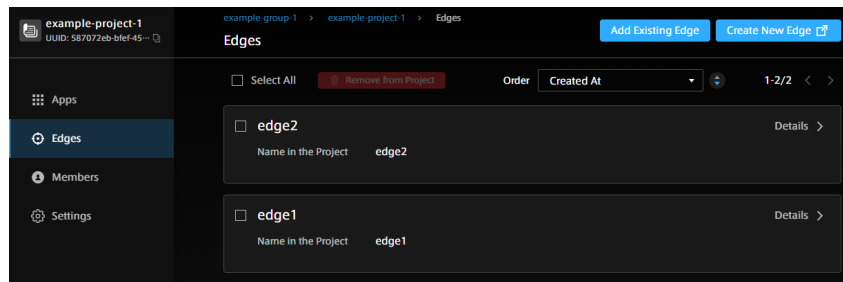 example-project-1
UUID: 587072eb-bfef-45···
Apps
Edges
Members
Settings
example-group-1 > example-project-1 > Edges
Edges
Add Existing Edge
Create New Edge
Select All
Remove from Project
Order
Created At
1-2/2
edge2
Details
Name in the Project edge2
edge1
Details
Name in the Project edge1